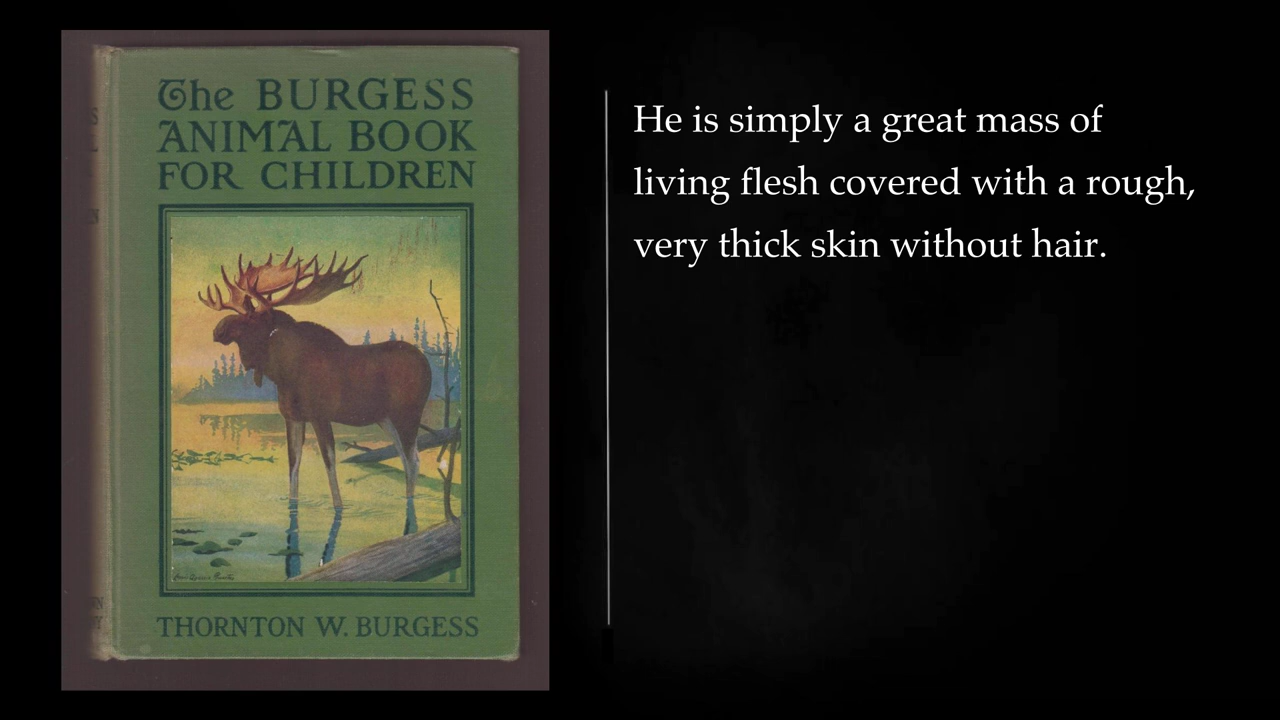 The BURGESS
ANIMAL BOOK
FOR CHILDREN
THORNTON W. BURGESS
He is simply a great mass of
living flesh covered with a rough,
very thick skin without hair.